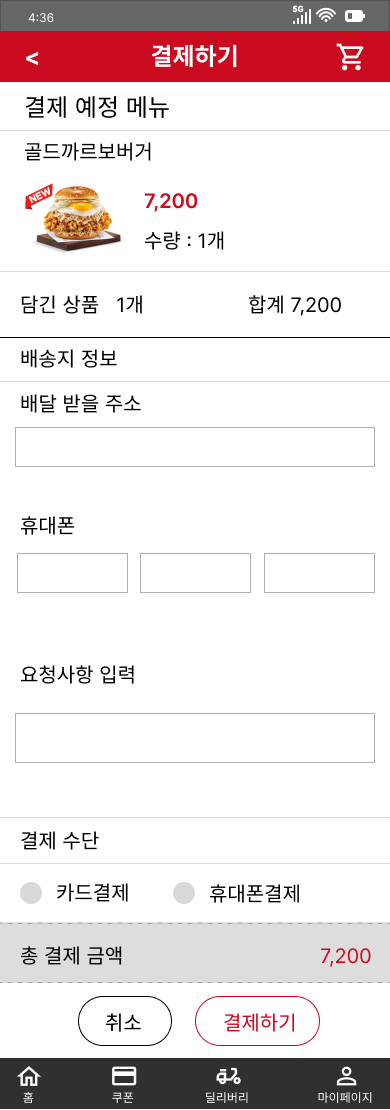 4:36
5G
< 결제하기
결제 예정 메뉴
골드까르보버거
NEW
7,200
수량 : 1개
담긴 상품 1개 합계 7,200
배송지 정보
배달 받을 주소
휴대폰
요청사항 입력
결제 수단
카드결제 휴대폰결제
총 결제 금액 7,200
취소 결제하기
홈 쿠폰 딜리버리 마이페이지